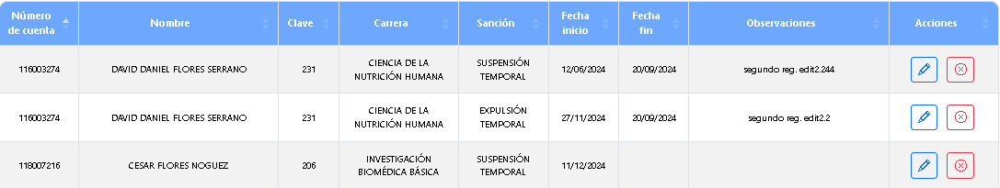 Número de cuenta Nombre Clave Carrera Sanción Fecha inicio Fecha fin Observaciones Acciones
116003274 DAVID DANIEL FLORES SERRANO 231 CIENCIA DE LA NUTRICIÓN HUMANA SUSPENSIÓN TEMPORAL 12/06/2024 20/09/2024 segundo reg. edit2.244
116003274 DAVID DANIEL FLORES SERRANO 231 CIENCIA DE LA NUTRICIÓN HUMANA EXPULSIÓN TEMPORAL 27/11/2024 20/09/2024 segundo reg. edit2.2
118007216 CESAR FLORES NOGUEZ 206 INVESTIGACIÓN BIOMÉDICA BÁSICA SUSPENSIÓN TEMPORAL 11/12/2024